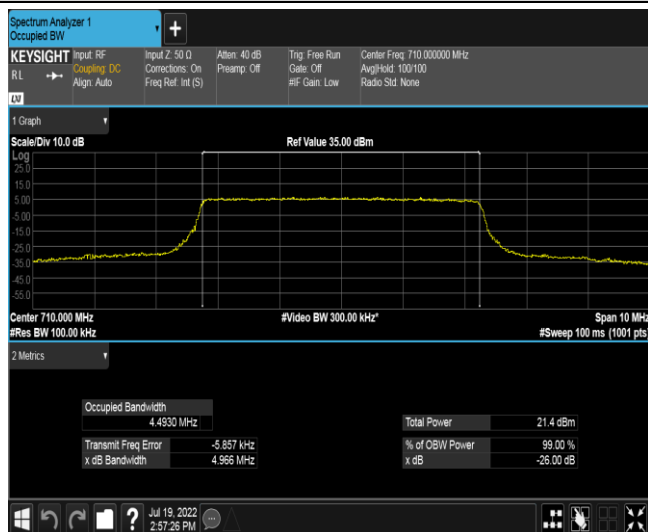 Spectrum Analyzer 1
Occupied BW
+
KEYSIGHT Input: RF Input Z: 50 Ω Atten: 40 dB Trig: Free Run Center Freq: 710.000000 MHz
RL Coupling: DC Corrections: On Preamp: Off Gate: Off Avg|Hold: 100/100
Align: Auto Freq Ref: Int (S) #IF Gain: Low Radio Std: None
LXI
1 Graph
Scale/Div 10.0 dB Ref Value 35.00 dBm
Log
25.0
15.0
5.00
-5.00
-15.0
-25.0
-35.0
-45.0
-55.0
Center 710.000 MHz #Video BW 300.00 kHz* Span 10 MHz
#Res BW 100.00 kHz #Sweep 100 ms (1001 pts)
2 Metrics
Occupied Bandwidth
4.4930 MHz Total Power 21.4 dBm
Transmit Freq Error -5.857 kHz % of OBW Power 99.00 %
x dB Bandwidth 4.966 MHz x dB -26.00 dB
? Jul 19, 2022
2:57:26 PM